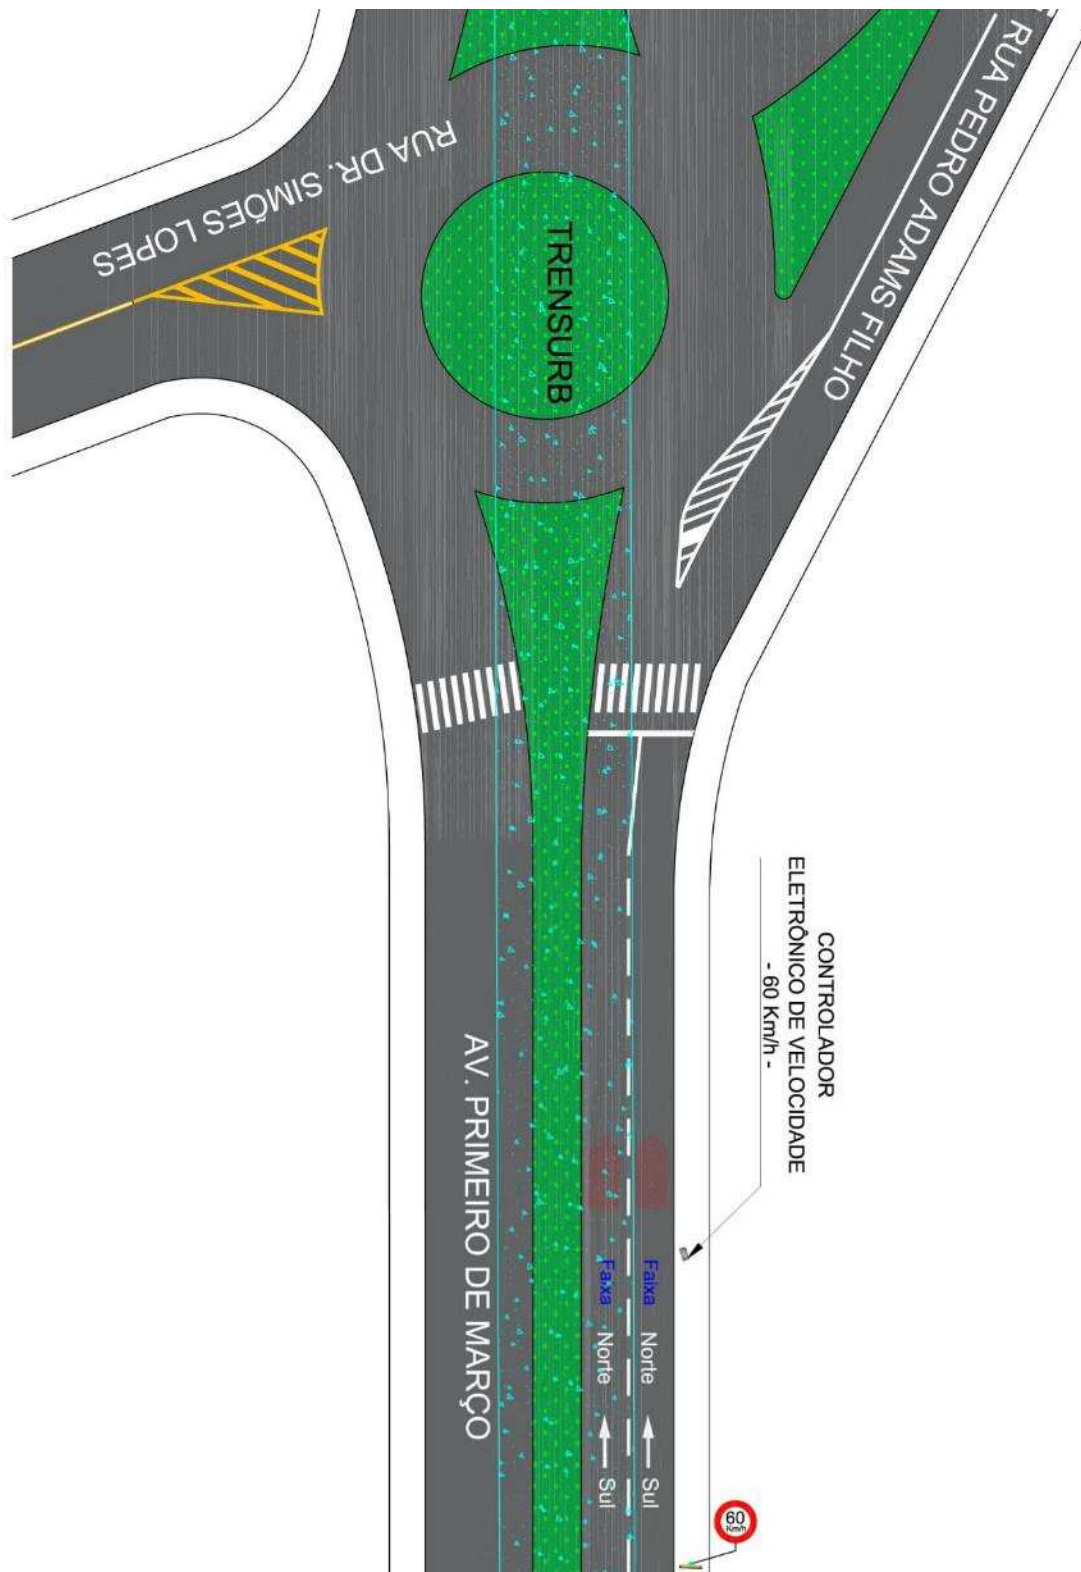 RUA PEDRO ADAMS FILHO
RUA DR. SIMÕES LOPES
TRENSURB
CONTROLADOR
ELETRÔNICO DE VELOCIDADE
- 60 Km/h -
AV. PRIMEIRO DE MARÇO
Faixa Norte Sul
Faixa Norte Sul
60
Km/h